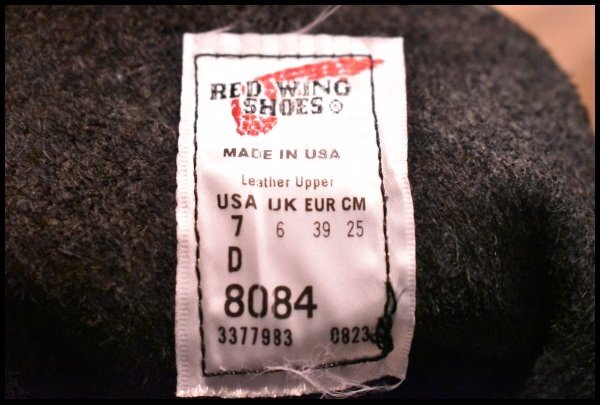 RED WING
SHOES ®
MADE IN USA
Leather Upper
USA UK EUR CM
7 6 39 25
D
8084
3377983 0823